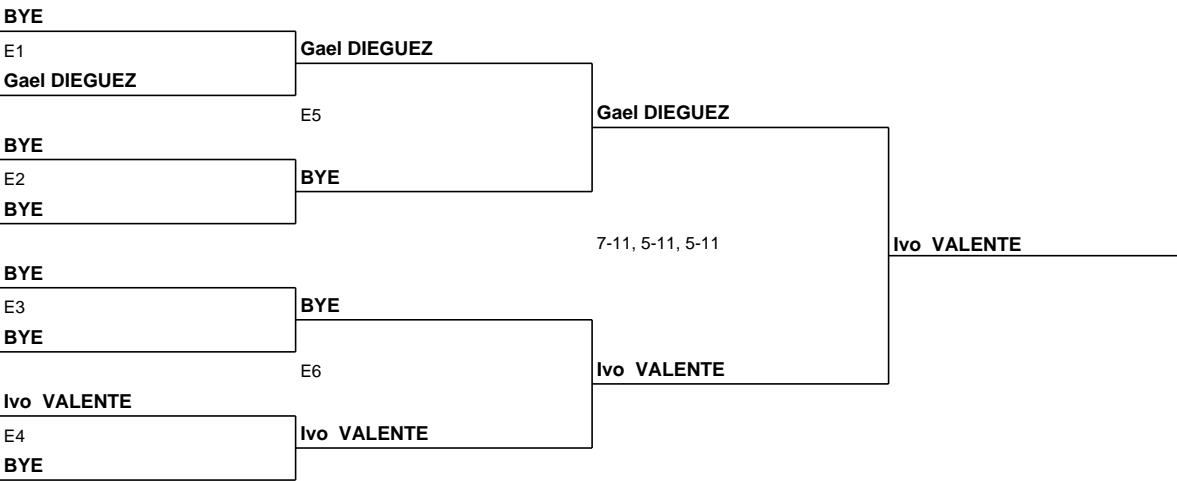 BYE
E1
Gael DIEGUEZ
BYE
E2
BYE
BYE
E3
BYE
Ivo VALENTE
E4
BYE
Gael DIEGUEZ
E5
BYE
BYE
E6
Ivo VALENTE
Gael DIEGUEZ
7-11, 5-11, 5-11
Ivo VALENTE
Ivo VALENTE